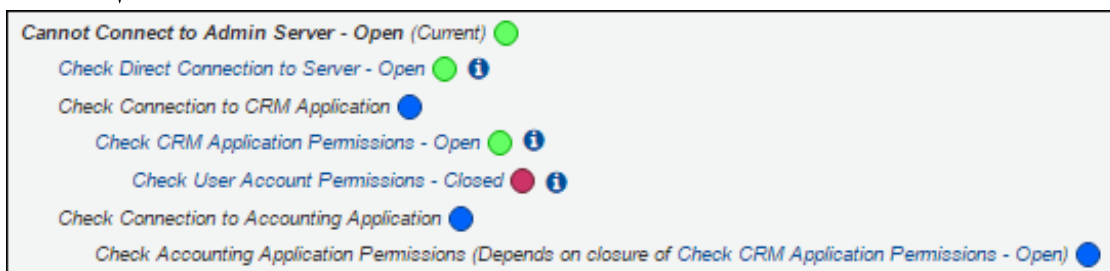 Cannot Connect to Admin Server - Open (Current)
Check Direct Connection to Server - Open
Check Connection to CRM Application
Check CRM Application Permissions - Open
Check User Account Permissions - Closed
Check Connection to Accounting Application
Check Accounting Application Permissions (Depends on closure of Check CRM Application Permissions - Open)